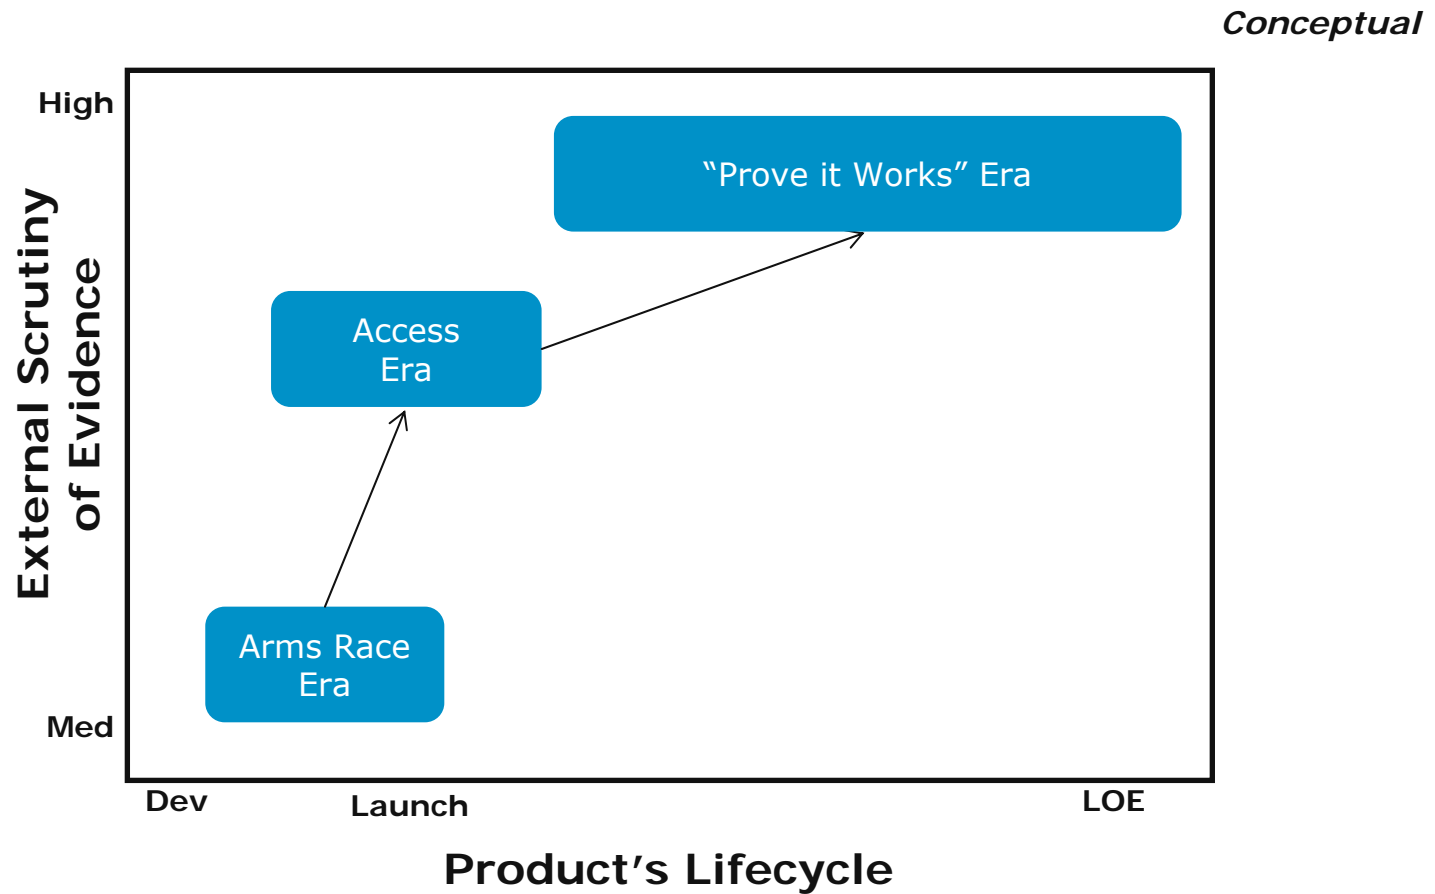 Conceptual
High
“Prove it Works” Era
External Scrutiny
of Evidence
Access
Era
Arms Race
Era
Med
Dev
Launch
LOE
Product’s Lifecycle